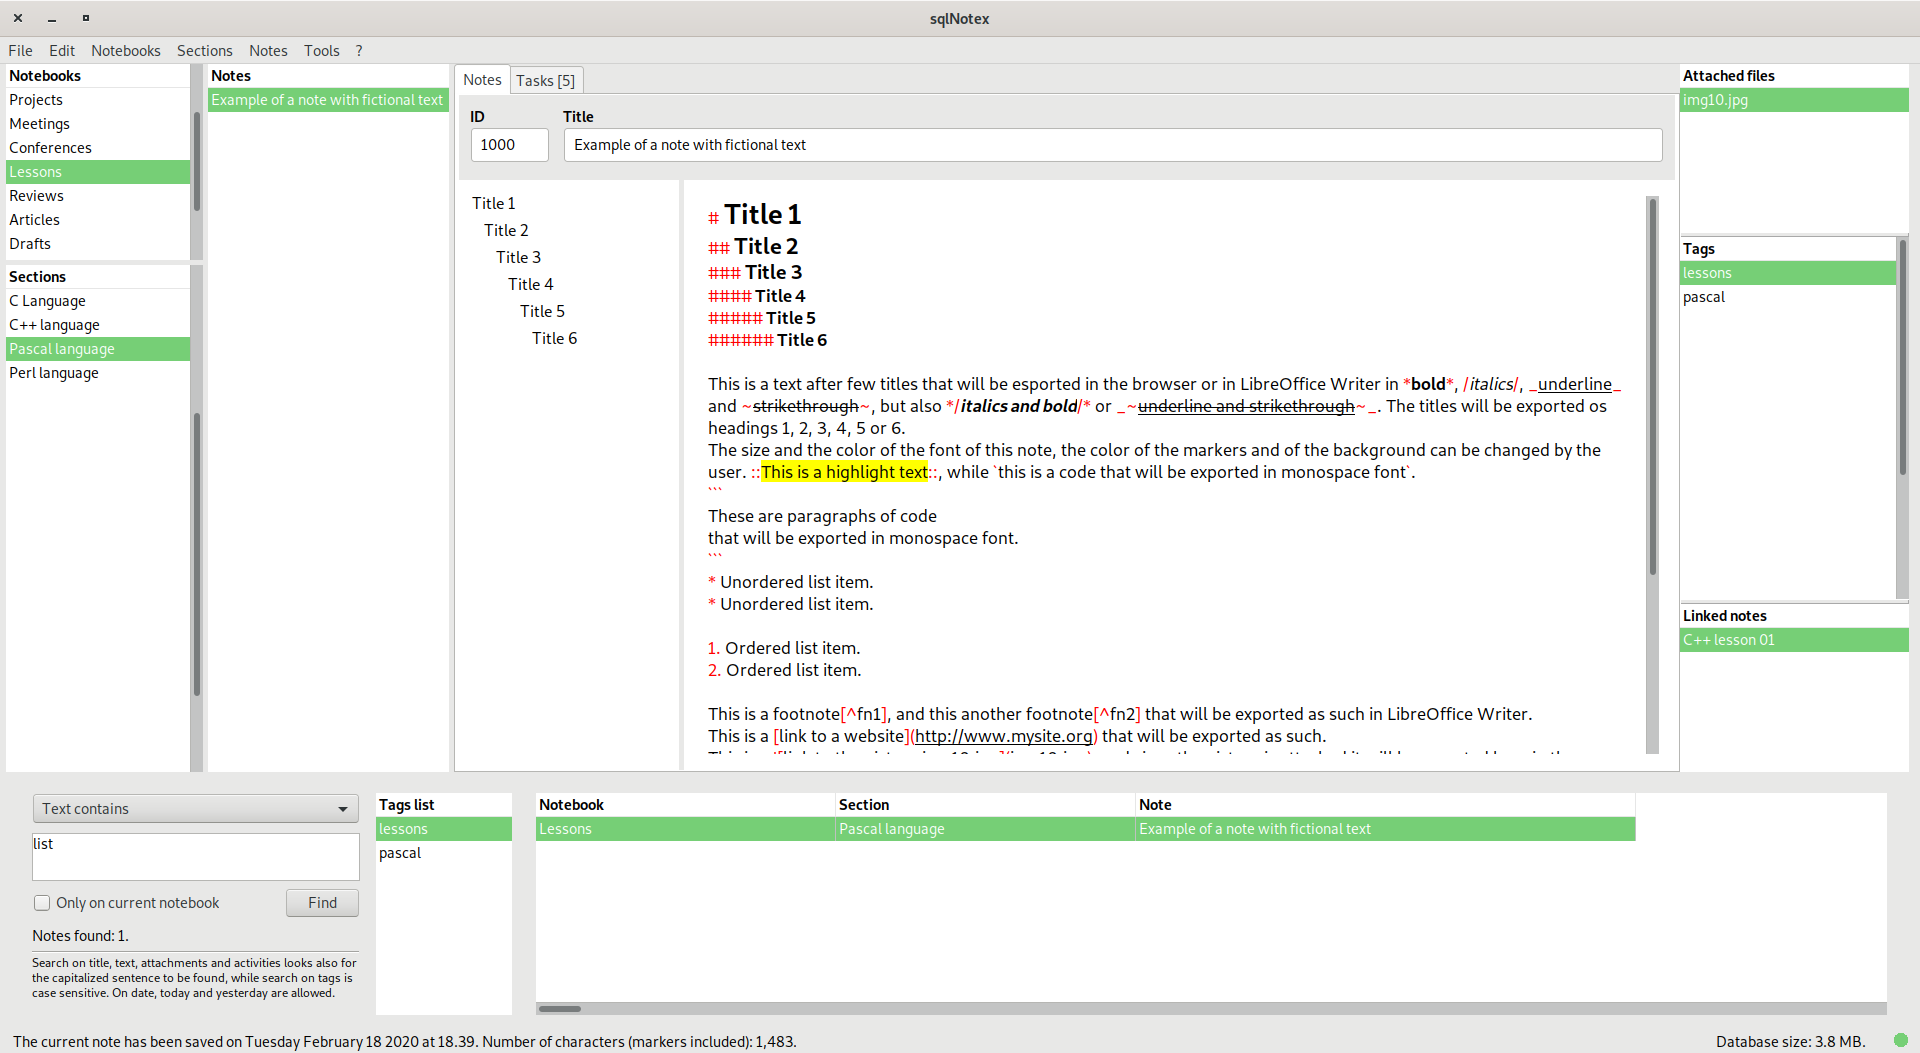 sqlNotex
File Edit Notebooks Sections Notes Tools ?
Notebooks
Projects
Meetings
Conferences
Lessons
Reviews
Articles
Drafts
Sections
C Language
C++ language
Pascal language
Perl language
Notes
Example of a note with fictional text
Notes Tasks [5]
ID Title
1000 Example of a note with fictional text
Title 1
Title 2
Title 3
Title 4
Title 5
Title 6
# Title 1
## Title 2
### Title 3
#### Title 4
##### Title 5
###### Title 6
This is a text after few titles that will be esported in the browser or in LibreOffice Writer in *bold*, /italics/, _underline_
and ~strikethrough~, but also */italics and bold/* or _~underline and strikethrough~_. The titles will be exported os
headings 1, 2, 3, 4, 5 or 6.
The size and the color of the font of this note, the color of the markers and of the background can be changed by the
user. ::This is a highlight text::, while `this is a code that will be exported in monospace font`.
```
These are paragraphs of code
that will be exported in monospace font.
```
* Unordered list item.
* Unordered list item.
1. Ordered list item.
2. Ordered list item.
This is a footnote[^fn1], and this another footnote[^fn2] that will be exported as such in LibreOffice Writer.
This is a [link to a website](http://www.mysite.org) that will be exported as such.
Attached files
img10.jpg
Tags
lessons
pascal
Linked notes
C++ lesson 01
Text contains
list
Only on current notebook
Find
Notes found: 1.
Search on title, text, attachments and activities looks also for
the capitalized sentence to be found, while search on tags is
case sensitive. On date, today and yesterday are allowed.
Tags list
lessons
pascal
Notebook Section Note
Lessons Pascal language Example of a note with fictional text
The current note has been saved on Tuesday February 18 2020 at 18.39. Number of characters (markers included): 1,483.
Database size: 3.8 MB.